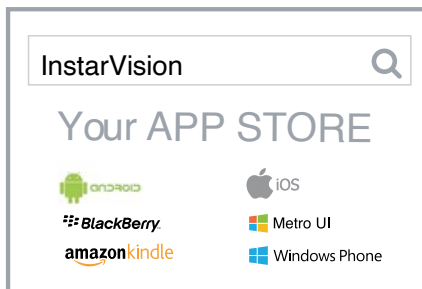 InstarVision
Your APP STORE
android iOS
BlackBerry. Metro UI
amazonkindle Windows Phone